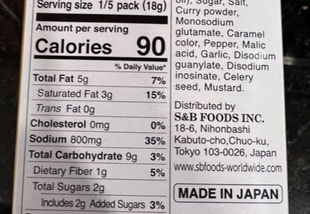 Serving size 1/5 pack (18g)
Amount per serving
Calories 90
% Daily Value*
Total Fat 5g 7%
Saturated Fat 3g 15%
Trans Fat 0g
Cholesterol 0mg 0%
Sodium 800mg 35%
Total Carbohydrate 9g 3%
Dietary Fiber 1g 5%
Total Sugars 2g
Includes 2g Added Sugars 3%
oil), Sugar, Salt,
Curry powder,
Monosodium
glutamate, Caramel
color, Pepper, Malic
acid, Garlic, Disodium
guanylate, Disodium
inosinate, Celery
seed, Mustard.
Distributed by
S&B FOODS INC.
18-6, Nihonbashi
Kabuto-cho,Chuo-ku,
Tokyo 103-0026, Japan
www.sbfoods-worldwide.com
MADE IN JAPAN